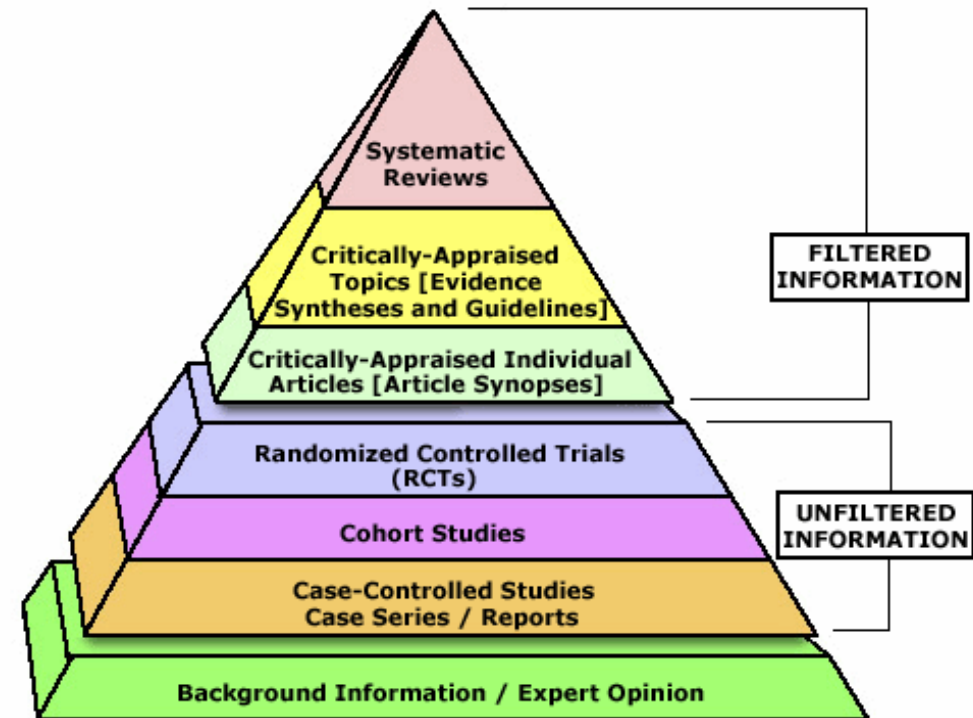 Systematic
Reviews
Critically-Appraised
Topics [Evidence
Syntheses and Guidelines]
Critically-Appraised Individual
Articles [Article Synopses]
FILTERED
INFORMATION
Randomized Controlled Trials
(RCTs)
Cohort Studies
Case-Controlled Studies
Case Series / Reports
UNFILTERED
INFORMATION
Background Information / Expert Opinion